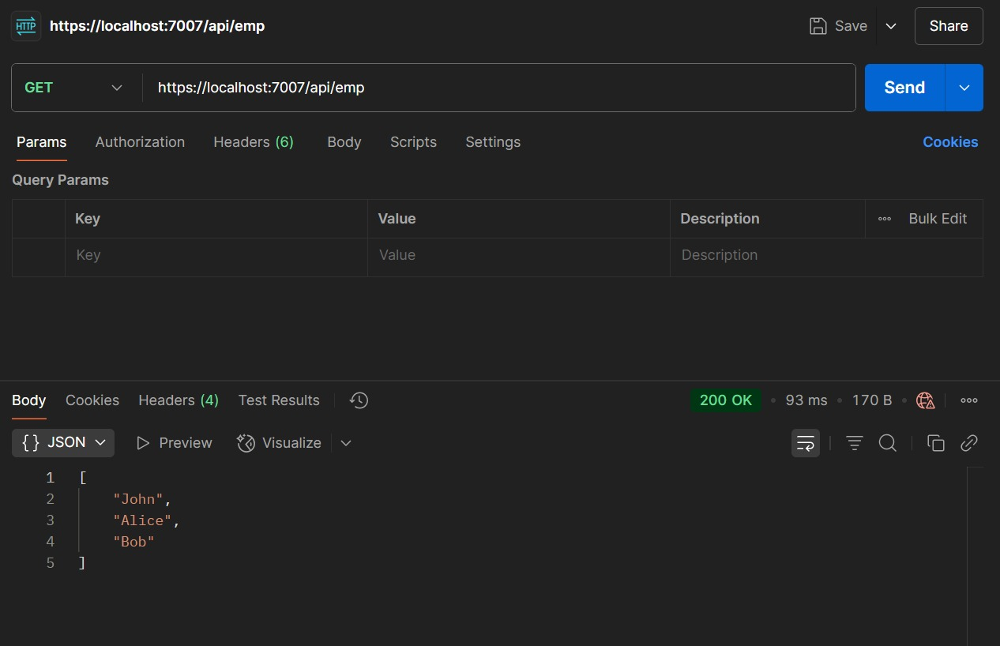 HTTP https://localhost:7007/api/emp Save Share
GET https://localhost:7007/api/emp Send
Params Authorization Headers (6) Body Scripts Settings Cookies
Query Params
Key Value Description Bulk Edit
Key Value Description
Body Cookies Headers (4) Test Results 200 OK • 93 ms • 170 B •
{} JSON Preview Visualize
1 [
2 "John",
3 "Alice",
4 "Bob"
5 ]